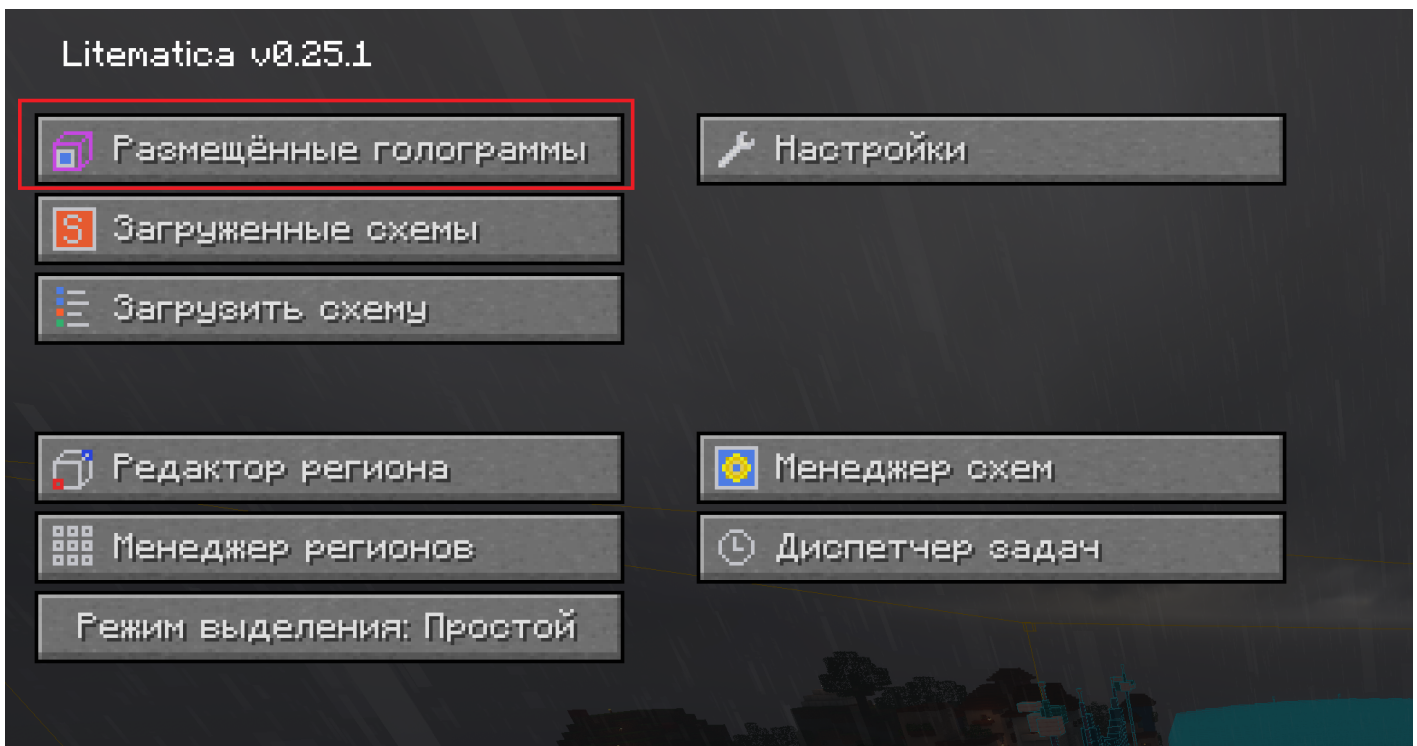 Litematica v0.25.1
Размещённые голограммы
Настройки
S Загруженные схемы
Загрузить схему
Редактор региона
Менеджер схем
Менеджер регионов
Диспетчер задач
Режим выделения: Простой